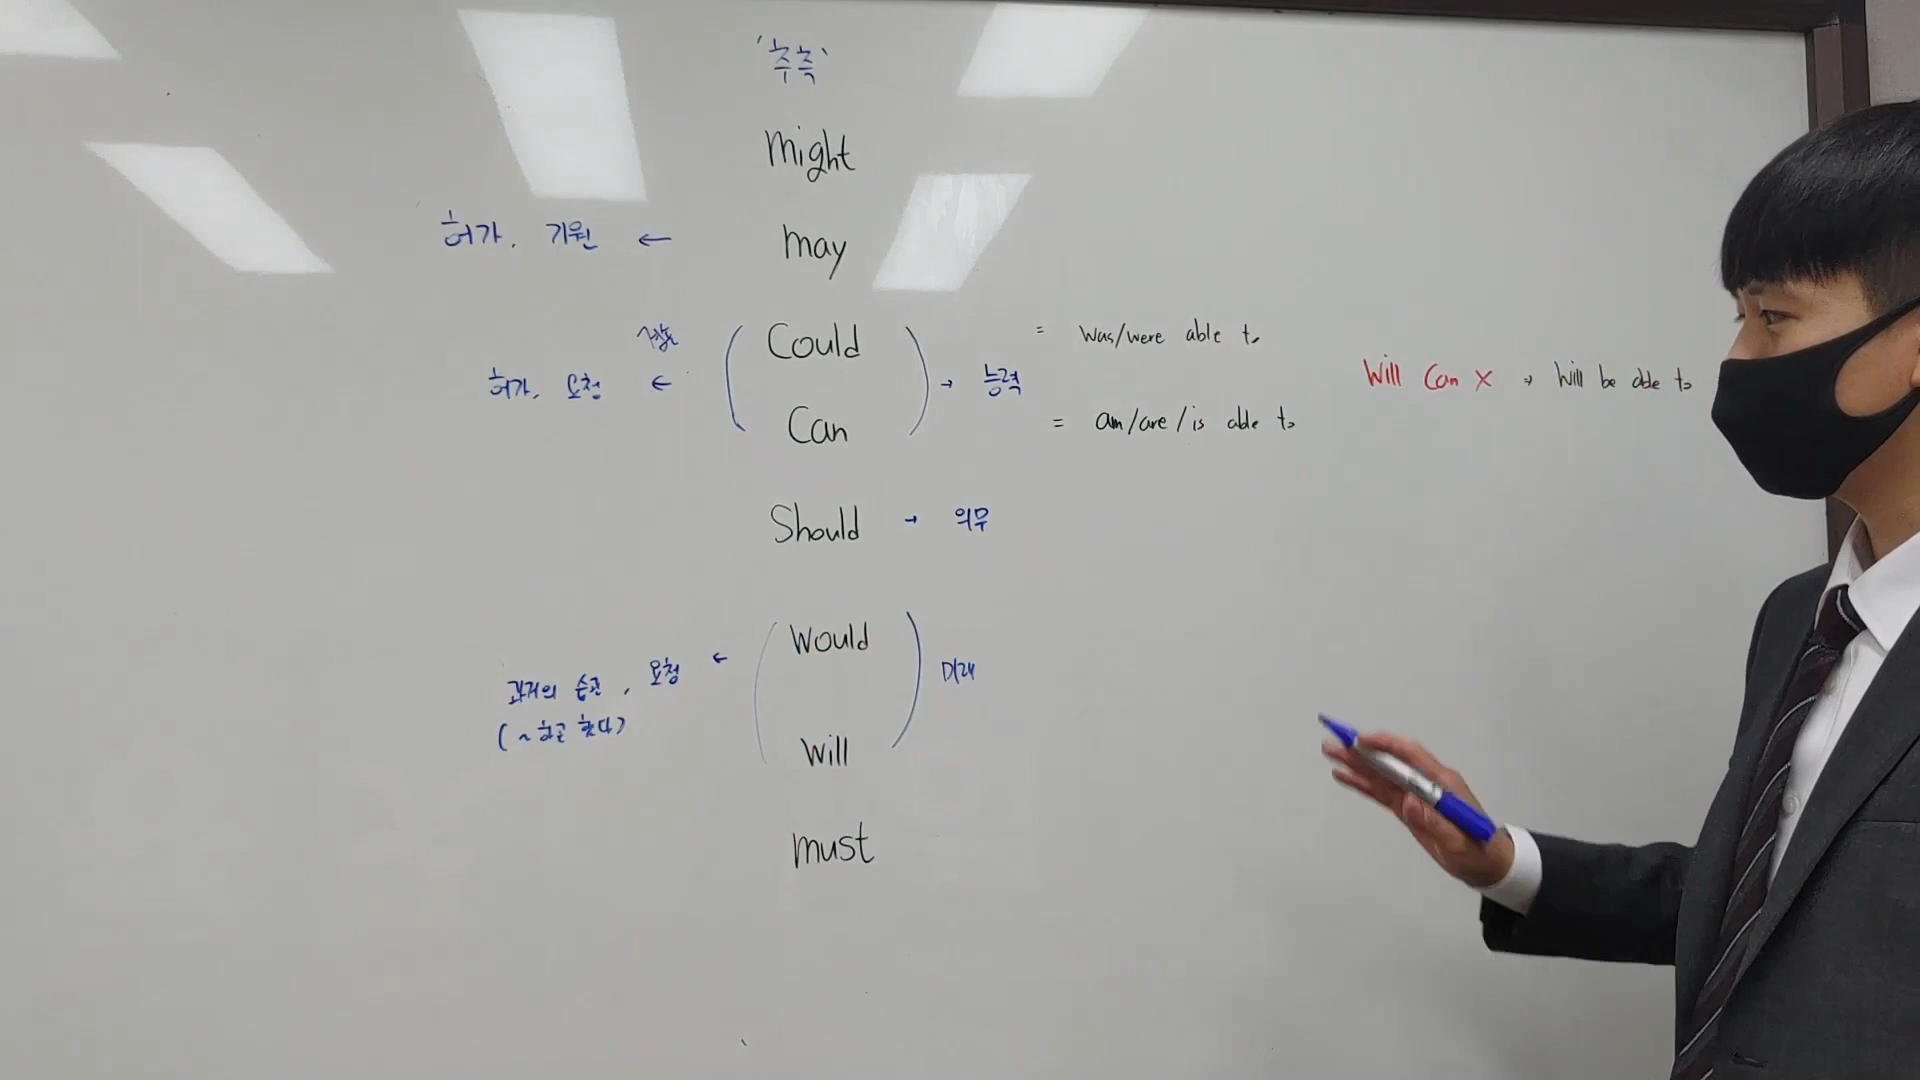 '추측'
might
허가, 기원 ← may
허가, 요청 ← ( Could Can ) → 능력
= was/were able to
= am/are/is able to
Will Can X → Will be able to
Should → 의무
과거의 습관, 요청 ← ( Would Will ) 미래
(~하곤 했다)
must